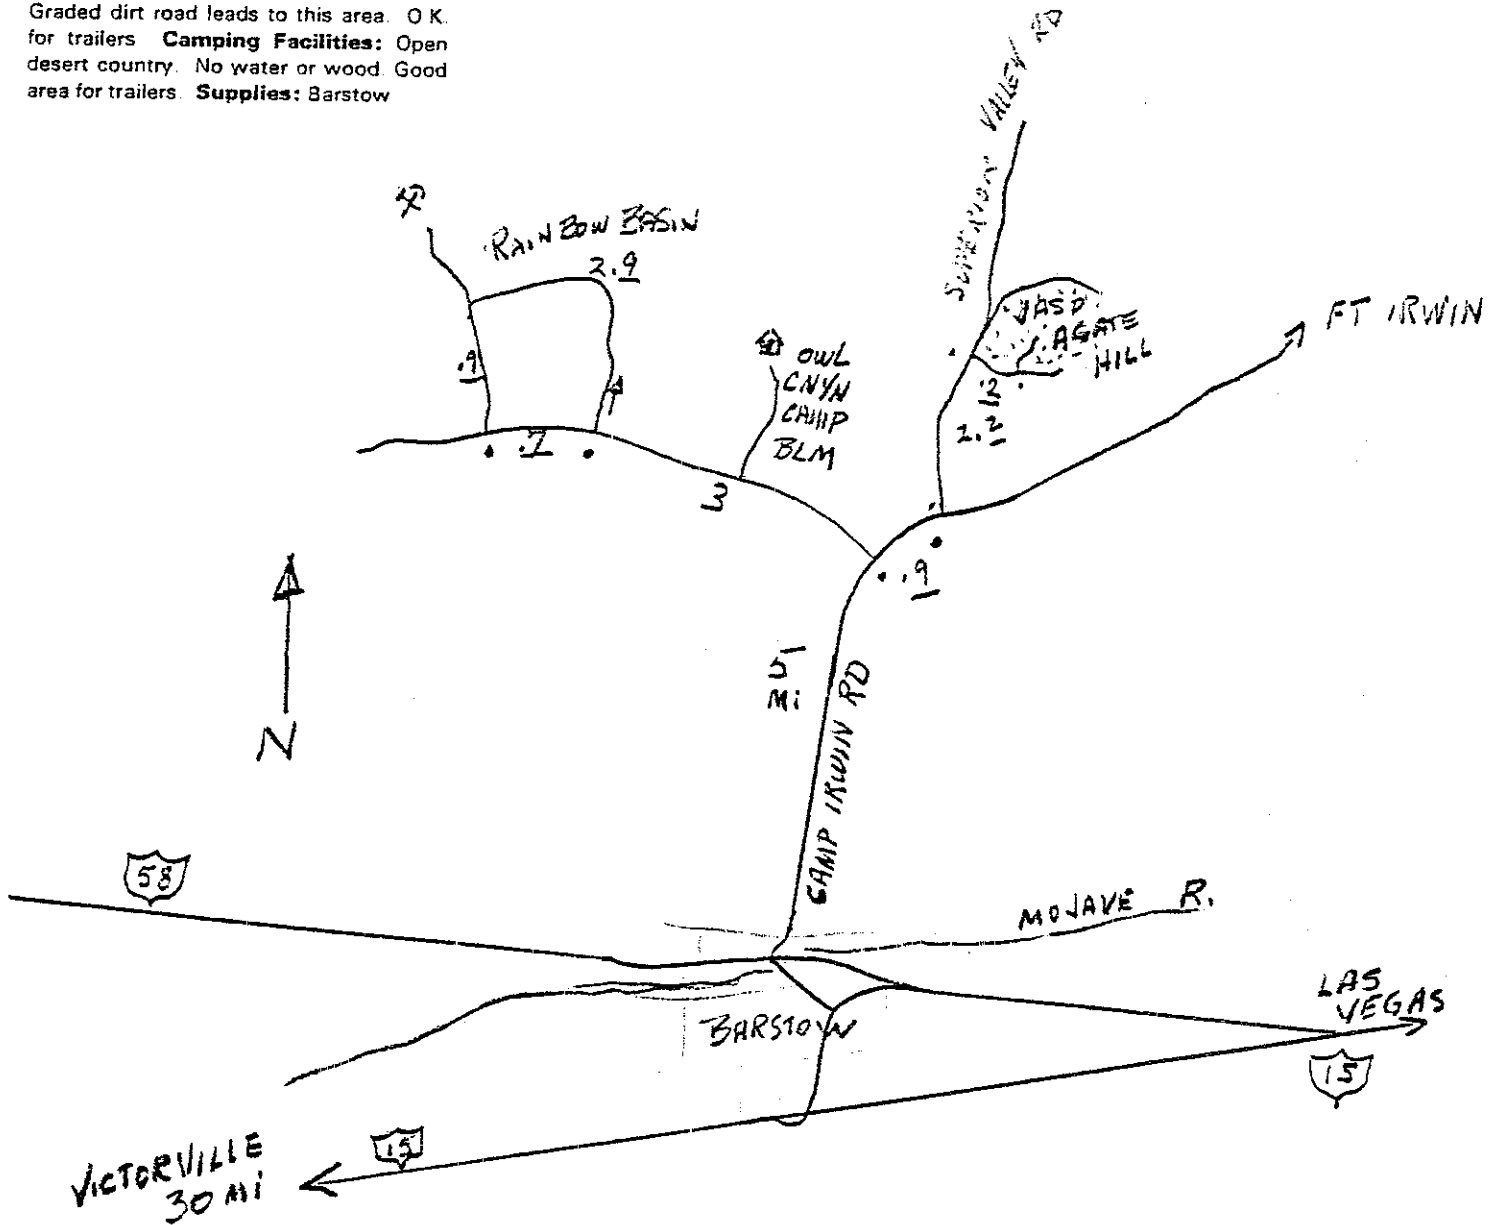 Graded dirt road leads to this area. O K.
for trailers Camping Facilities: Open
desert country. No water or wood. Good
area for trailers. Supplies: Barstow
SUPERIOR VALLEY RD
RAINBOW BASIN
2.9
.9
.7
OWL
CNYN
CAMP
BLM
3
JASP
AGATE
HILL
.2
2.2
FT IRWIN
.9
5
Mi
CAMP IRWIN RD
N
58
MOJAVE R.
BARSTOWN
LAS
VEGAS
15
15
VICTORVILLE
30 Mi